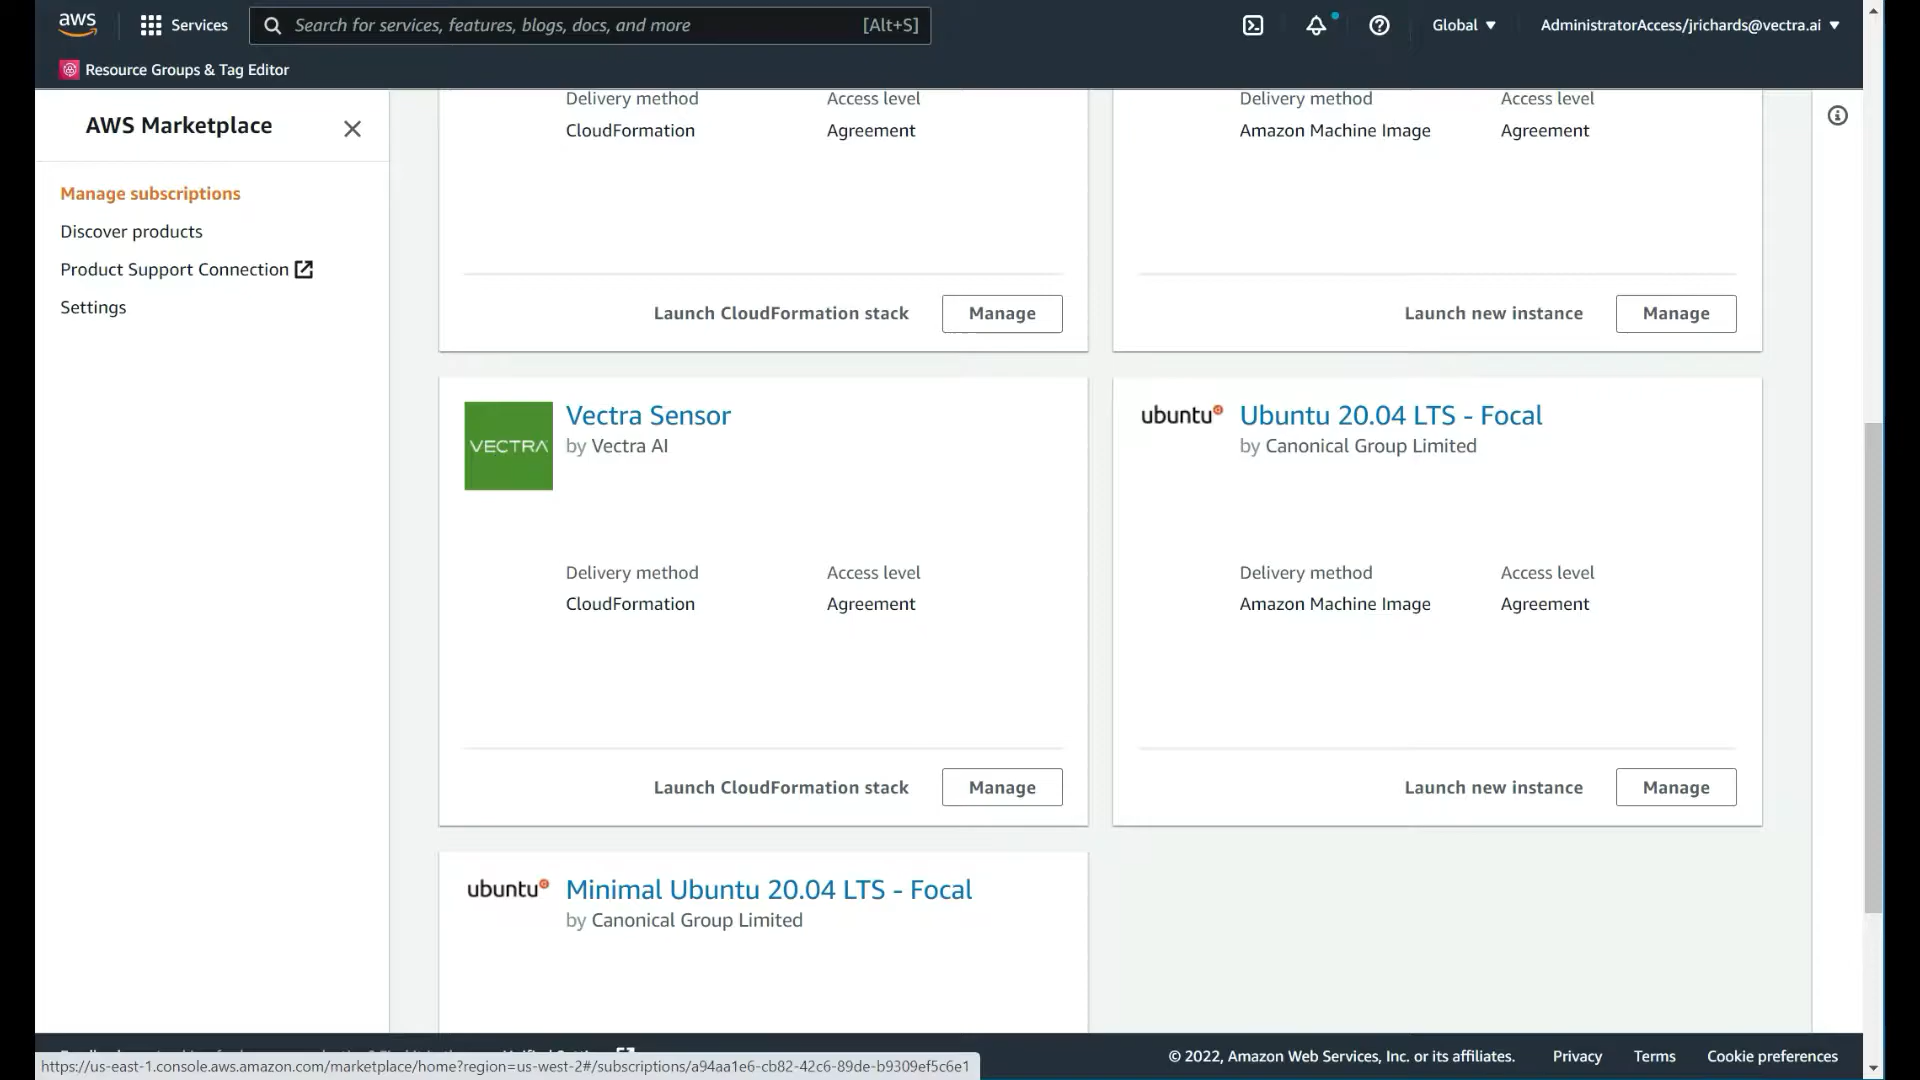 aws
Services
Search for services, features, blogs, docs, and more
[Alt+S]
Global
AdministratorAccess/jrichards@vectra.ai
Resource Groups & Tag Editor
AWS Marketplace
Manage subscriptions
Discover products
Product Support Connection
Settings
Delivery method
Access level
CloudFormation
Agreement
Launch CloudFormation stack
Manage
Delivery method
Access level
Amazon Machine Image
Agreement
Launch new instance
Manage
VECTRA
Vectra Sensor
by Vectra AI
Delivery method
Access level
CloudFormation
Agreement
Launch CloudFormation stack
Manage
ubuntu
Ubuntu 20.04 LTS - Focal
by Canonical Group Limited
Delivery method
Access level
Amazon Machine Image
Agreement
Launch new instance
Manage
ubuntu
Minimal Ubuntu 20.04 LTS - Focal
by Canonical Group Limited
https://us-east-1.console.aws.amazon.com/marketplace/home?region=us-west-2#/subscriptions/a94aa1e6-cb82-42c6-89de-b9309ef5c6e1
© 2022, Amazon Web Services, Inc. or its affiliates.
Privacy
Terms
Cookie preferences